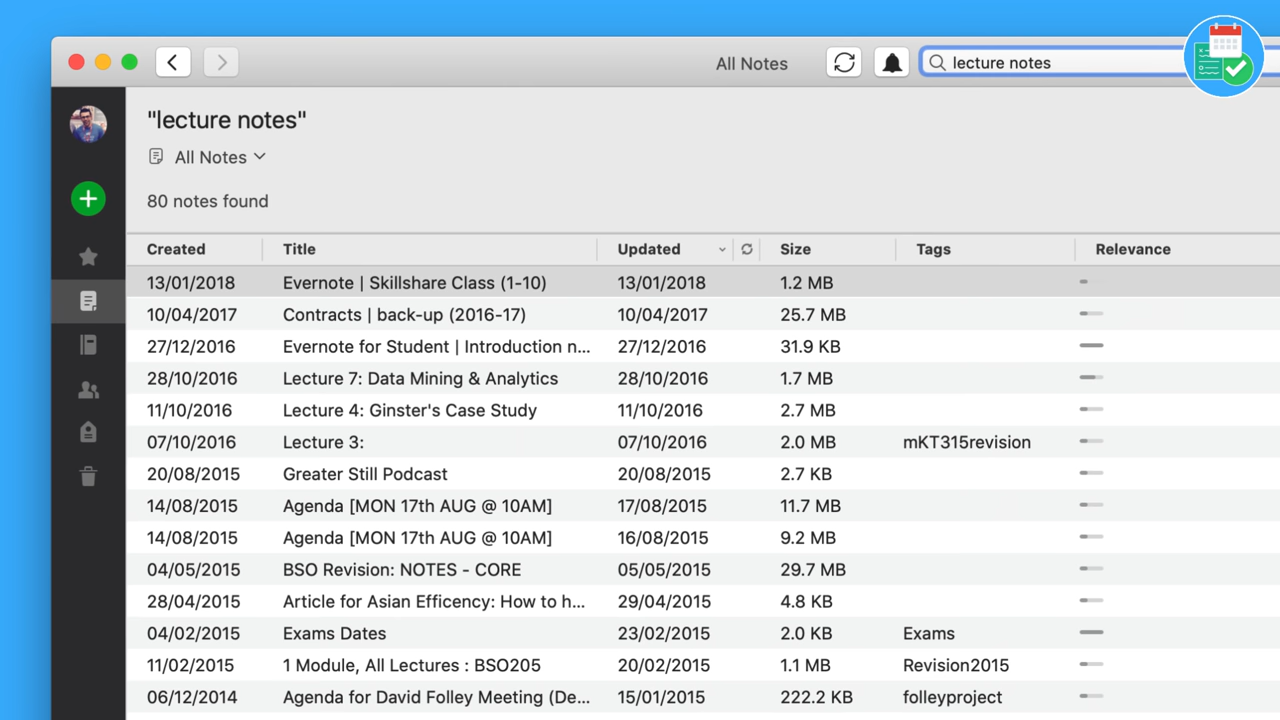 All Notes
lecture notes
"lecture notes"
All Notes
80 notes found
Created Title Updated Size Tags Relevance
13/01/2018 Evernote | Skillshare Class (1-10) 13/01/2018 1.2 MB
10/04/2017 Contracts | back-up (2016-17) 10/04/2017 25.7 MB
27/12/2016 Evernote for Student | Introduction n... 27/12/2016 31.9 KB
28/10/2016 Lecture 7: Data Mining & Analytics 28/10/2016 1.7 MB
11/10/2016 Lecture 4: Ginster's Case Study 11/10/2016 2.7 MB
07/10/2016 Lecture 3: 07/10/2016 2.0 MB mKT315revision
20/08/2015 Greater Still Podcast 20/08/2015 2.7 KB
14/08/2015 Agenda [MON 17th AUG @ 10AM] 17/08/2015 11.7 MB
14/08/2015 Agenda [MON 17th AUG @ 10AM] 16/08/2015 9.2 MB
04/05/2015 BSO Revision: NOTES - CORE 05/05/2015 29.7 MB
28/04/2015 Article for Asian Efficency: How to h... 29/04/2015 4.8 KB
04/02/2015 Exams Dates 23/02/2015 2.0 KB Exams
11/02/2015 1 Module, All Lectures : BSO205 20/02/2015 1.1 MB Revision2015
06/12/2014 Agenda for David Folley Meeting (De... 15/01/2015 222.2 KB folleyproject